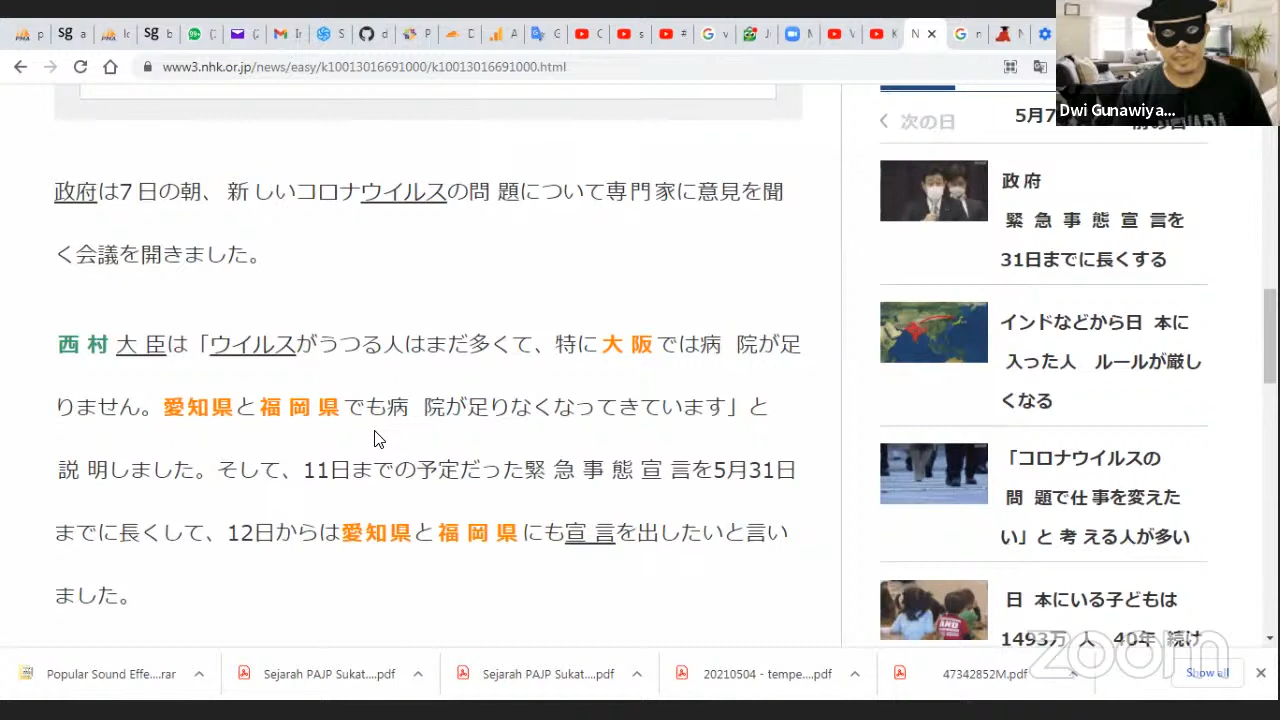 p
a
k
b
(
(
Ir
S
d
P
D
A
G
C
s
#
v
Jı
M
V
K
N
n
www3.nhk.or.jp/news/easy/k10013016691000/k10013016691000.html
Dwi Gunawiya...
政府は7日の朝、新しいコロナウイルスの問題について専門家に意見を聞
く会議を開きました。
西村大臣は「ウイルスがうつる人はまだ多くて、特に大阪では病院が足
りません。愛知県と福岡県でも病院が足りなくなってきています」と
説明しました。そして、11日までの予定だった緊急事態宣言を5月31日
までに長くして、12日からは愛知県と福岡県にも宣言を出したいと言い
ました。
次の日
5月7
前の日
政府
緊急事態宣言を
31日までに長くする
インドなどから日本に
入った人 ルールが厳し
くなる
「コロナウイルスの
問題で仕事を変えた
い」と考える人が多い
日本にいる子どもは
1493万人 40年続け
zoom
Popular Sound Effe....rar
Sejarah PAJP Sukat....pdf
Sejarah PAJP Sukat....pdf
20210504 - tempe....pdf
47342852M.pdf
Show all